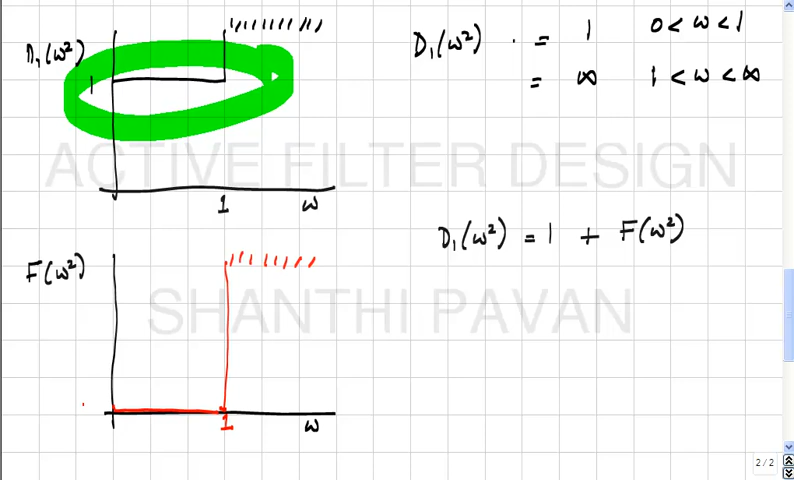 D₁(ω²)
1
1
ω
D₁(ω²) = 1 0 < ω < 1
= ∞ 1 < ω < ∞
ACTIVE FILTER DESIGN
D₁(ω²) = 1 + F(ω²)
F(ω²)
SHANTHI PAVAN
1
ω
2 / 2